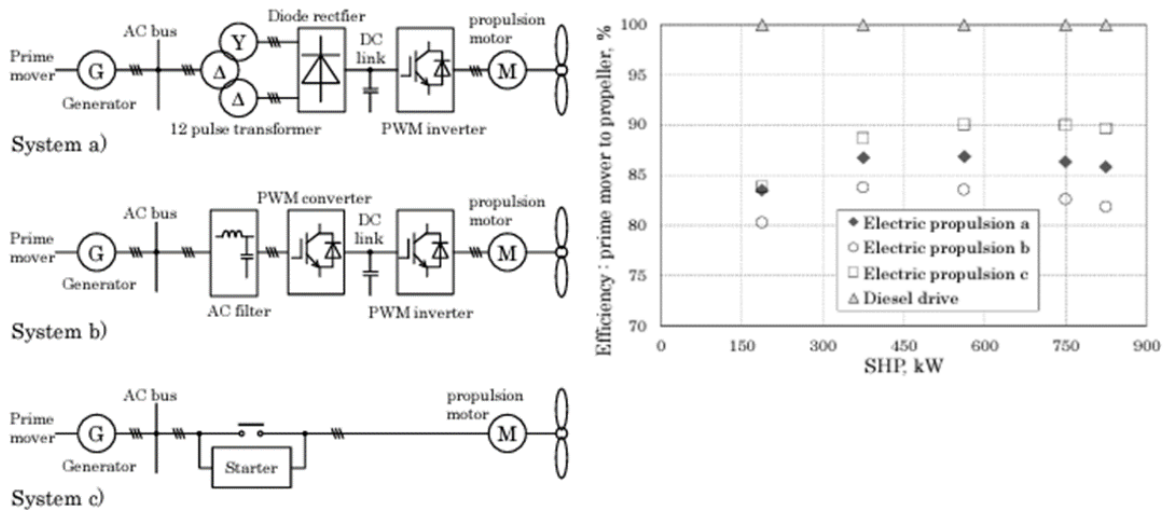 Diode rectfier
AC bus
DC
link
propulsion
motor
Prime
mover
G
Y
Δ
Δ
M
Generator
12 pulse transformer
PWM inverter
System a)
PWM converter
AC bus
DC
link
propulsion
motor
Prime
mover
G
M
Generator
AC filter
PWM inverter
System b)
AC bus
propulsion
motor
Prime
mover
G
M
Generator
Starter
System c)
Efficiency : prime mover to propeller, %
100
95
90
85
80
75
70
Electric propulsion a
Electric propulsion b
Electric propulsion c
Diesel drive
0 150 300 450 600 750 900
SHP, kW